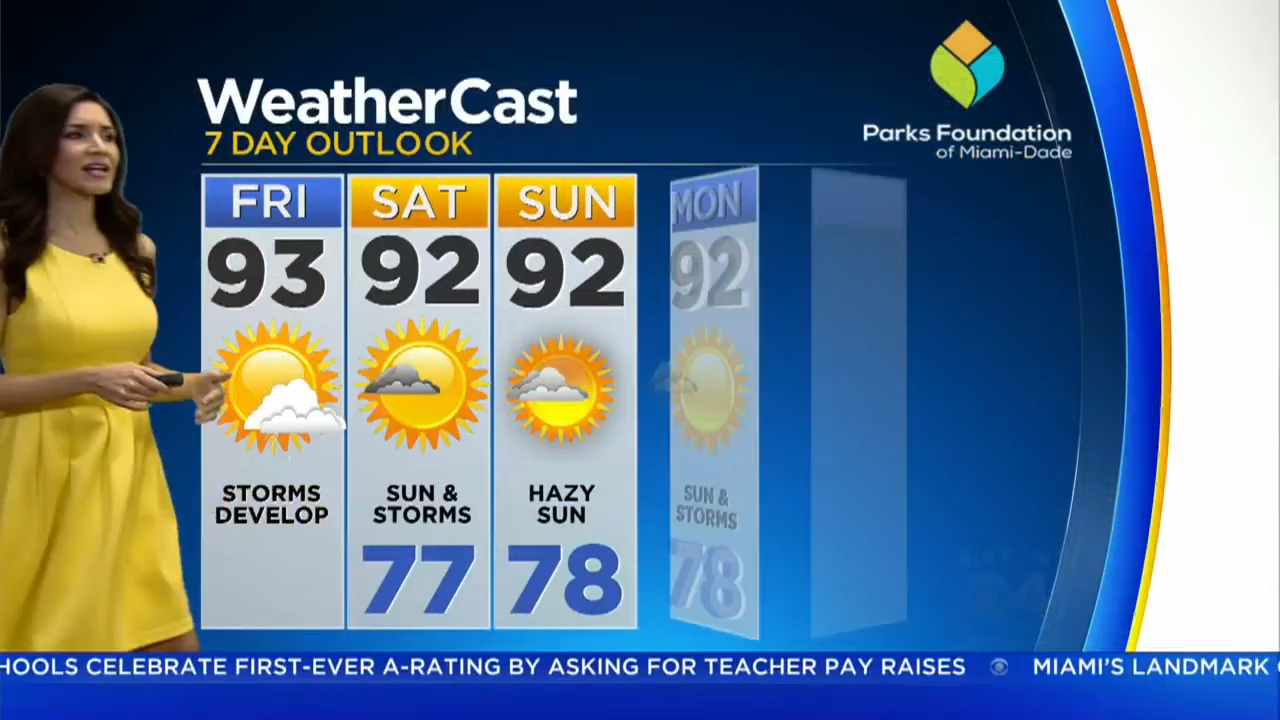 WeatherCast
7 DAY OUTLOOK
Parks Foundation
of Miami-Dade
FRI
93
STORMS
DEVELOP
SAT
92
SUN &
STORMS
77
SUN
92
HAZY
SUN
78
MON
92
SUN &
STORMS
78
HOOLS CELEBRATE FIRST-EVER A-RATING BY ASKING FOR TEACHER PAY RAISES
MIAMI'S LANDMARK